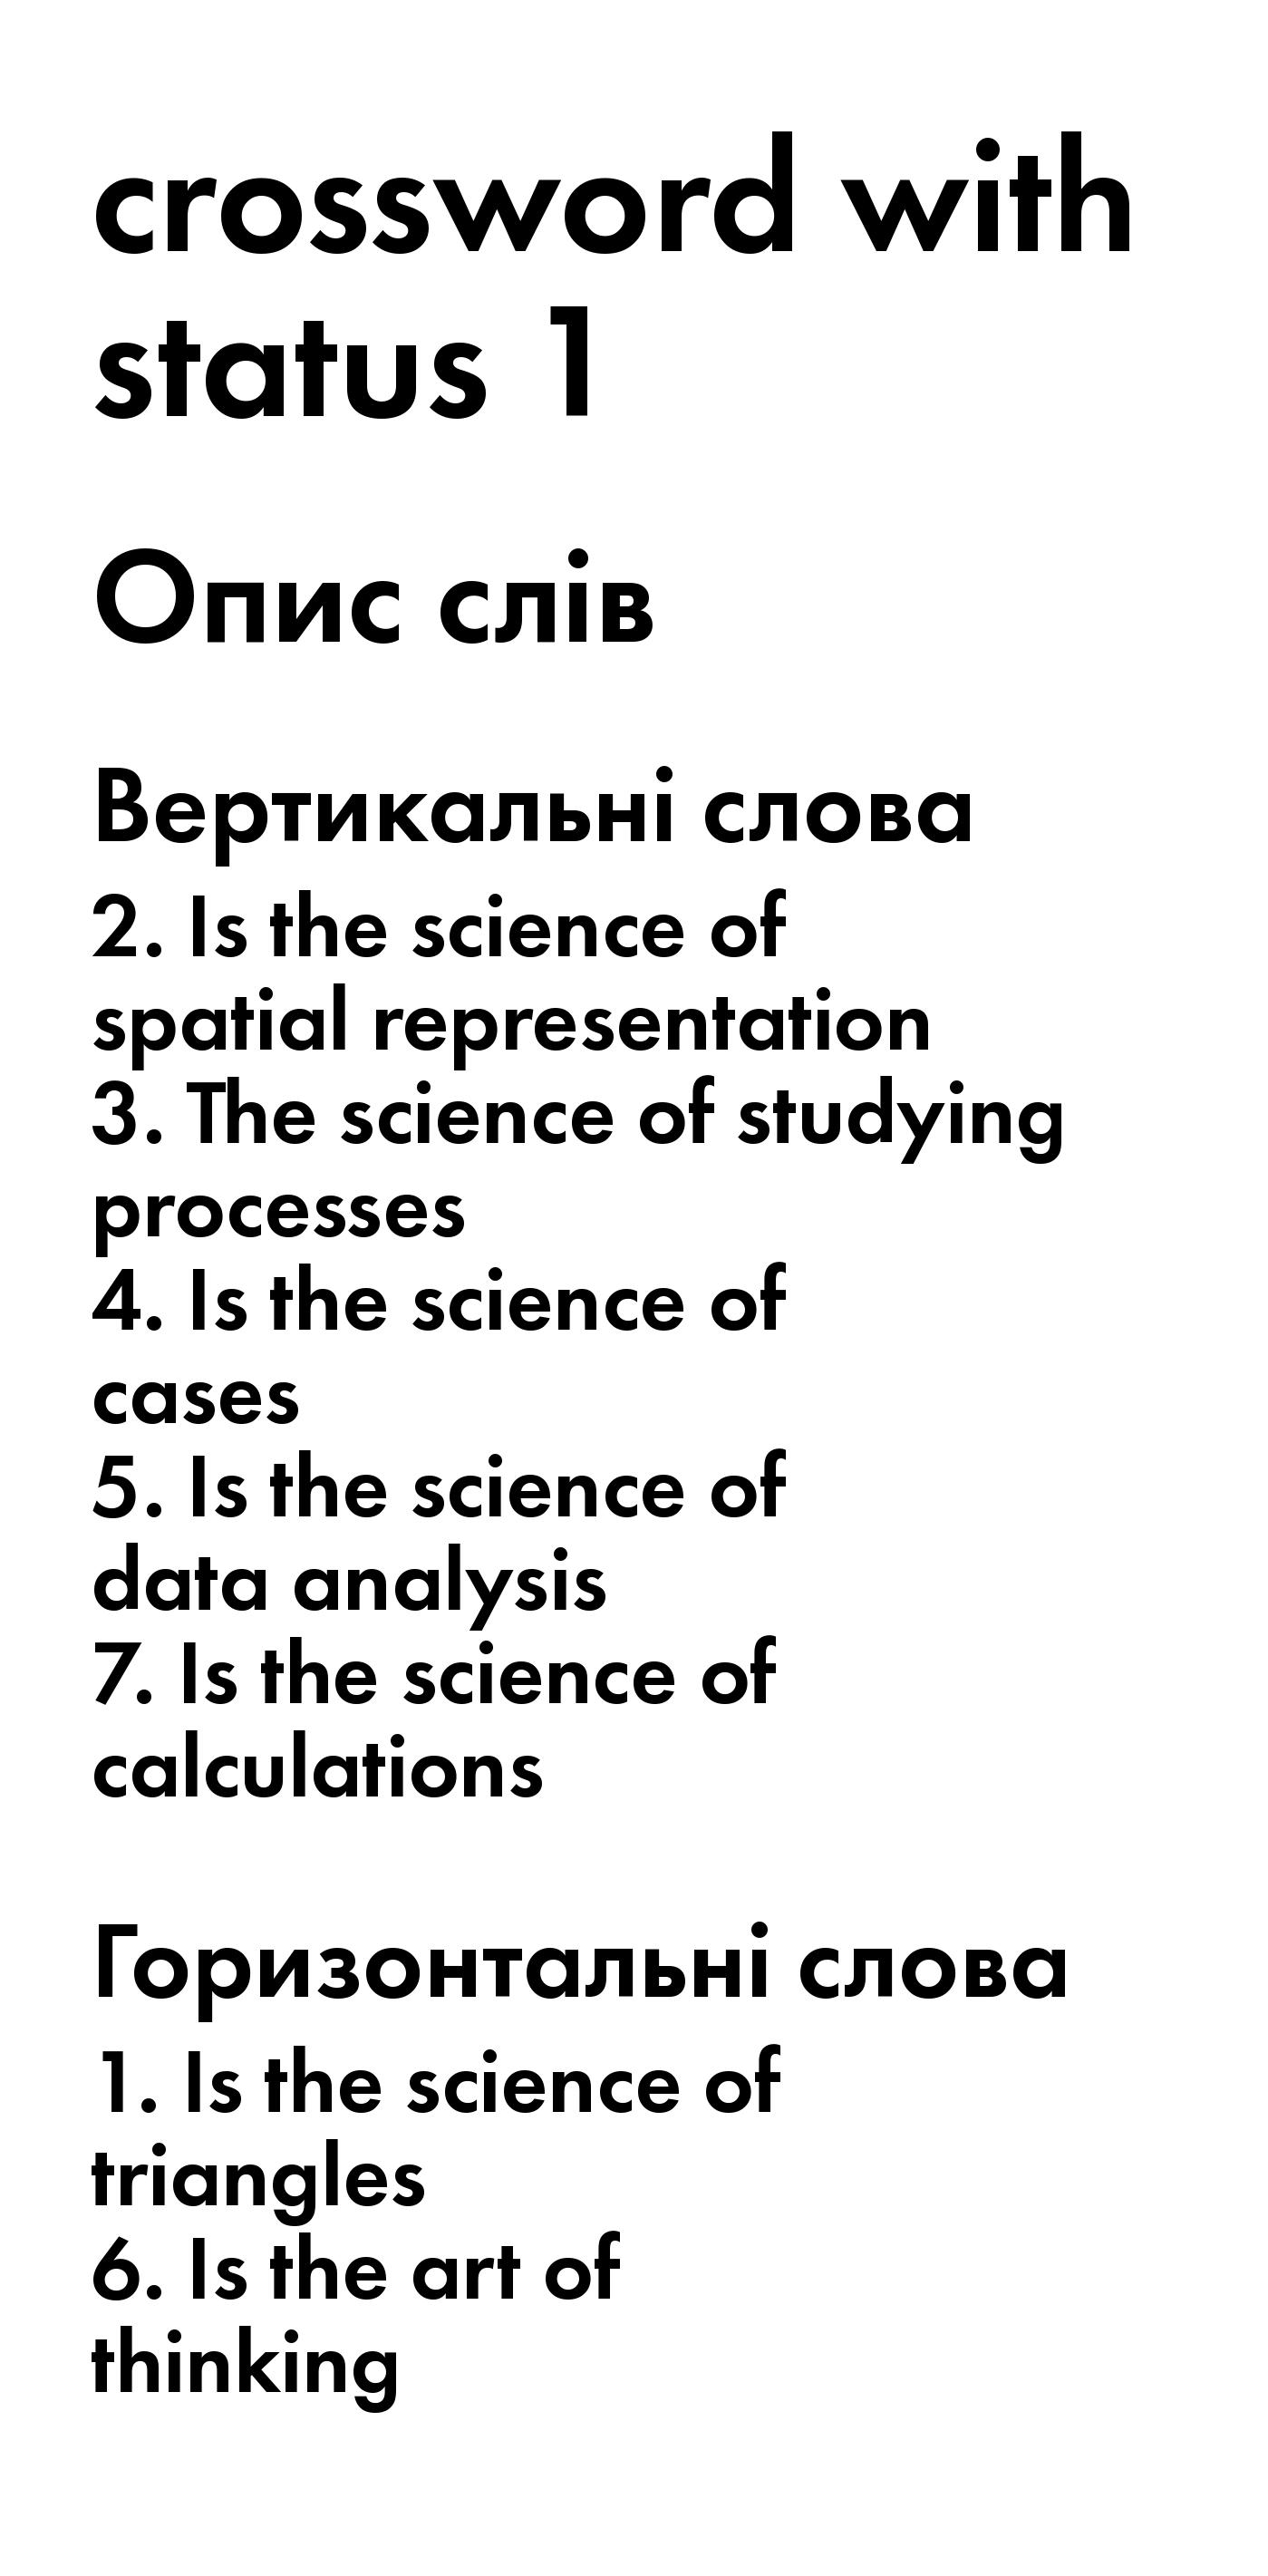 crossword with
status 1
Опис слів
Вертикальні слова
2. Is the science of
spatial representation
3. The science of studying
processes
4. Is the science of
cases
5. Is the science of
data analysis
7. Is the science of
calculations
Горизонтальні слова
1. Is the science of
triangles
6. Is the art of
thinking